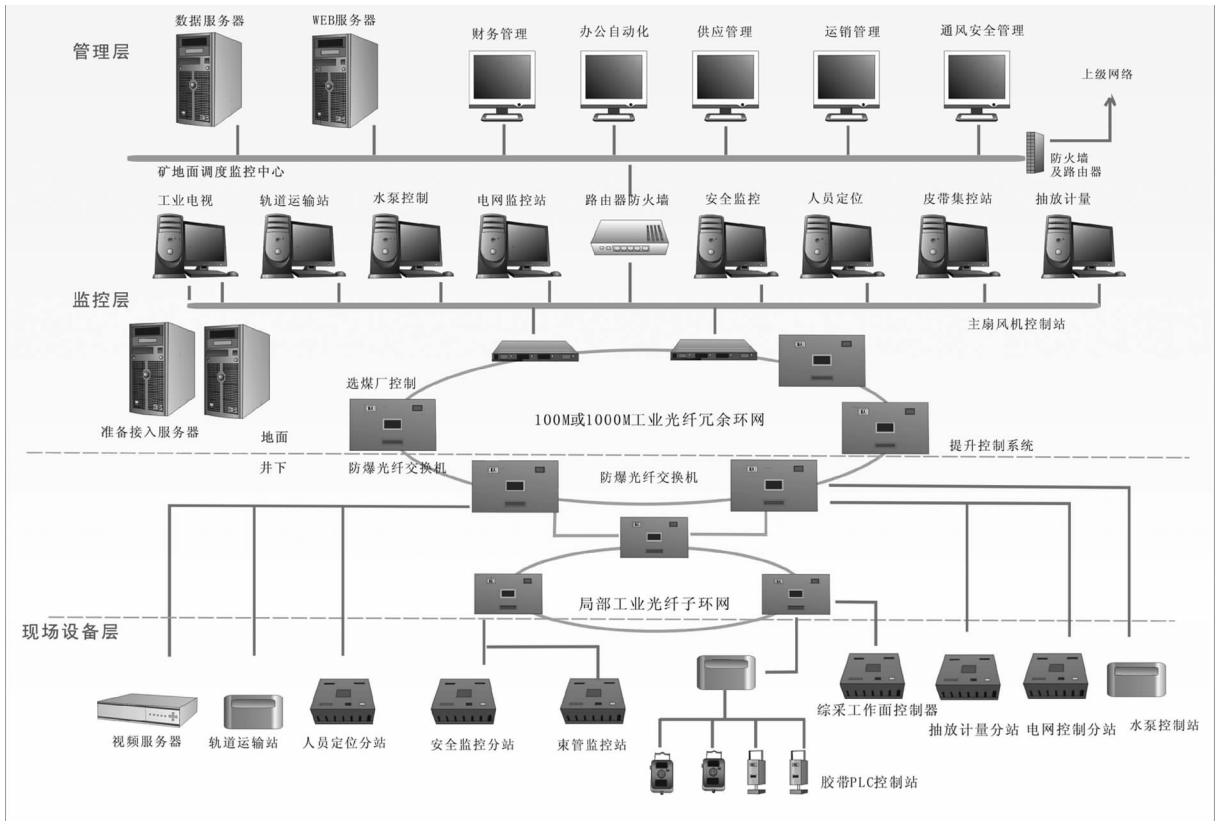 数据服务器
WEB服务器
财务管理
办公自动化
供应管理
运销管理
通风安全管理
管理层
上级网络
矿地面调度监控中心
防火墙
及路由器
工业电视
轨道运输站
水泵控制
电网监控站
路由器防火墙
安全监控
人员定位
皮带集控站
抽放计量
监控层
主扇风机控制站
选煤厂控制
100M或1000M工业光纤冗余环网
准备接入服务器
地面
提升控制系统
井下
防爆光纤交换机
防爆光纤交换机
局部工业光纤子环网
现场设备层
视频服务器
轨道运输站
人员定位分站
安全监控分站
束管监控站
综采工作面控制器
抽放计量分站
电网控制分站
水泵控制站
胶带PLC控制站